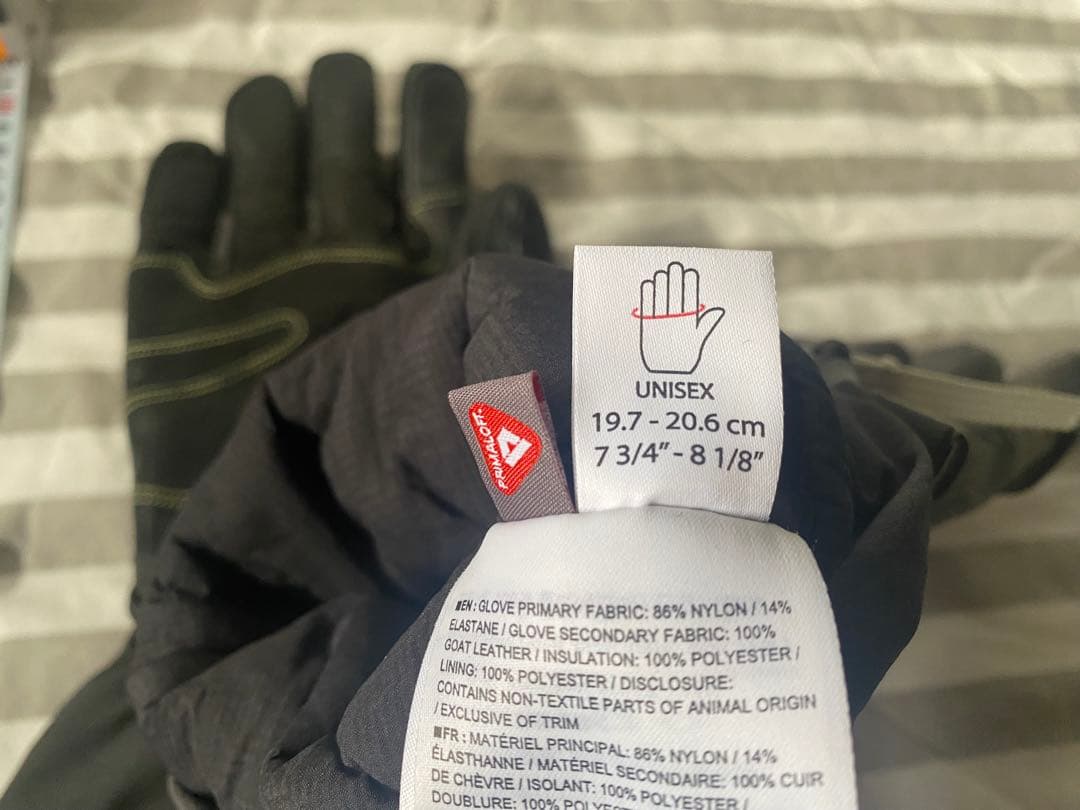 UNISEX
19.7 - 20.6 cm
7 3/4" - 8 1/8"
PRIMALOFT
EN: GLOVE PRIMARY FABRIC: 86% NYLON / 14%
ELASTANE / GLOVE SECONDARY FABRIC: 100%
GOAT LEATHER / INSULATION: 100% POLYESTER /
LINING: 100% POLYESTER / DISCLOSURE:
CONTAINS NON-TEXTILE PARTS OF ANIMAL ORIGIN
/ EXCLUSIVE OF TRIM
FR : MATÉRIEL PRINCIPAL: 86% NYLON / 14%
ÉLASTHANNE / MATÉRIEL SECONDAIRE: 100% CUIR
DE CHÈVRE / ISOLANT: 100% POLYESTER /
DOUBLURE: 100%